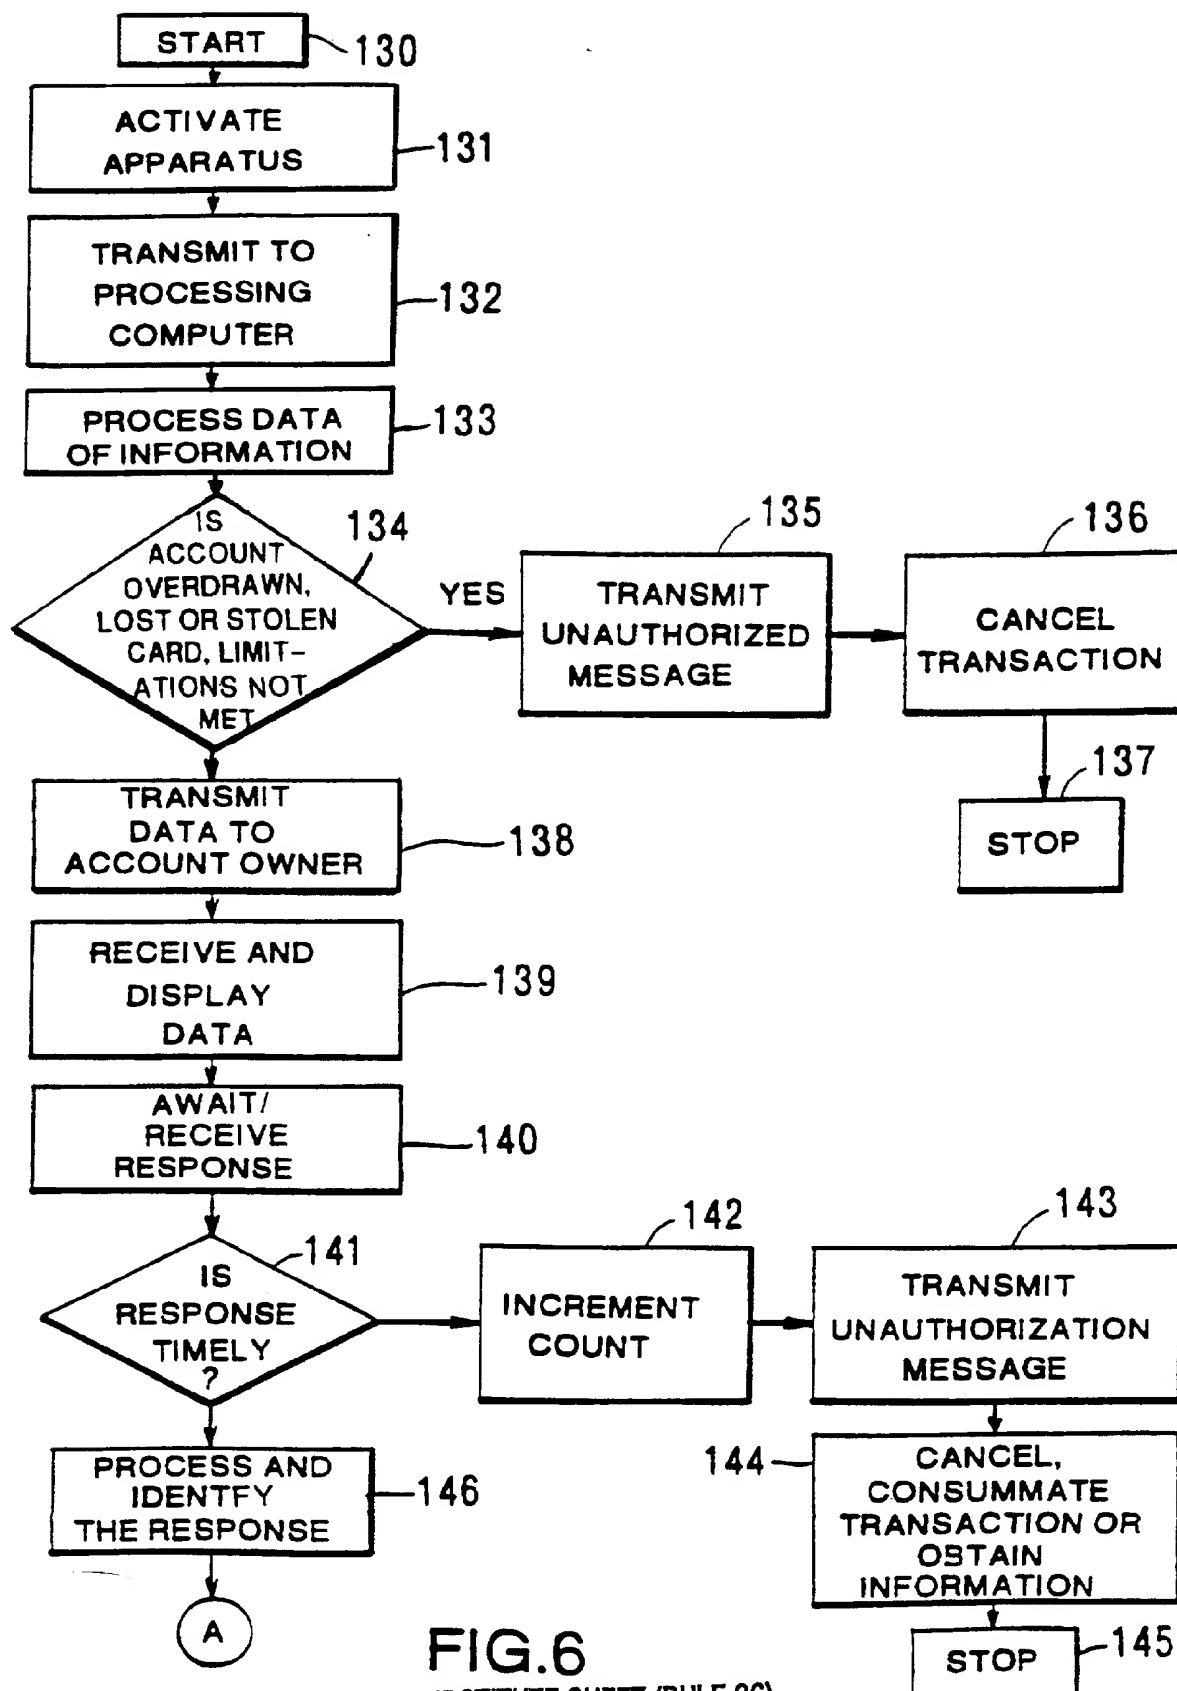 START
130
ACTIVATE
APPARATUS
131
TRANSMIT TO
PROCESSING
COMPUTER
132
PROCESS DATA
OF INFORMATION
133
IS
ACCOUNT
OVERDRAWN,
LOST OR STOLEN
CARD, LIMIT-
ATIONS NOT
MET
134
YES
TRANSMIT
UNAUTHORIZED
MESSAGE
135
CANCEL
TRANSACTION
136
STOP
137
TRANSMIT
DATA TO
ACCOUNT OWNER
138
RECEIVE AND
DISPLAY
DATA
139
AWAIT/
RECEIVE
RESPONSE
140
IS
RESPONSE
TIMELY
?
141
INCREMENT
COUNT
142
TRANSMIT
UNAUTHORIZATION
MESSAGE
143
CANCEL,
CONSUMMATE
TRANSACTION OR
OBTAIN
INFORMATION
144
STOP
145
PROCESS AND
IDENTFY
THE RESPONSE
146
A
FIG.6